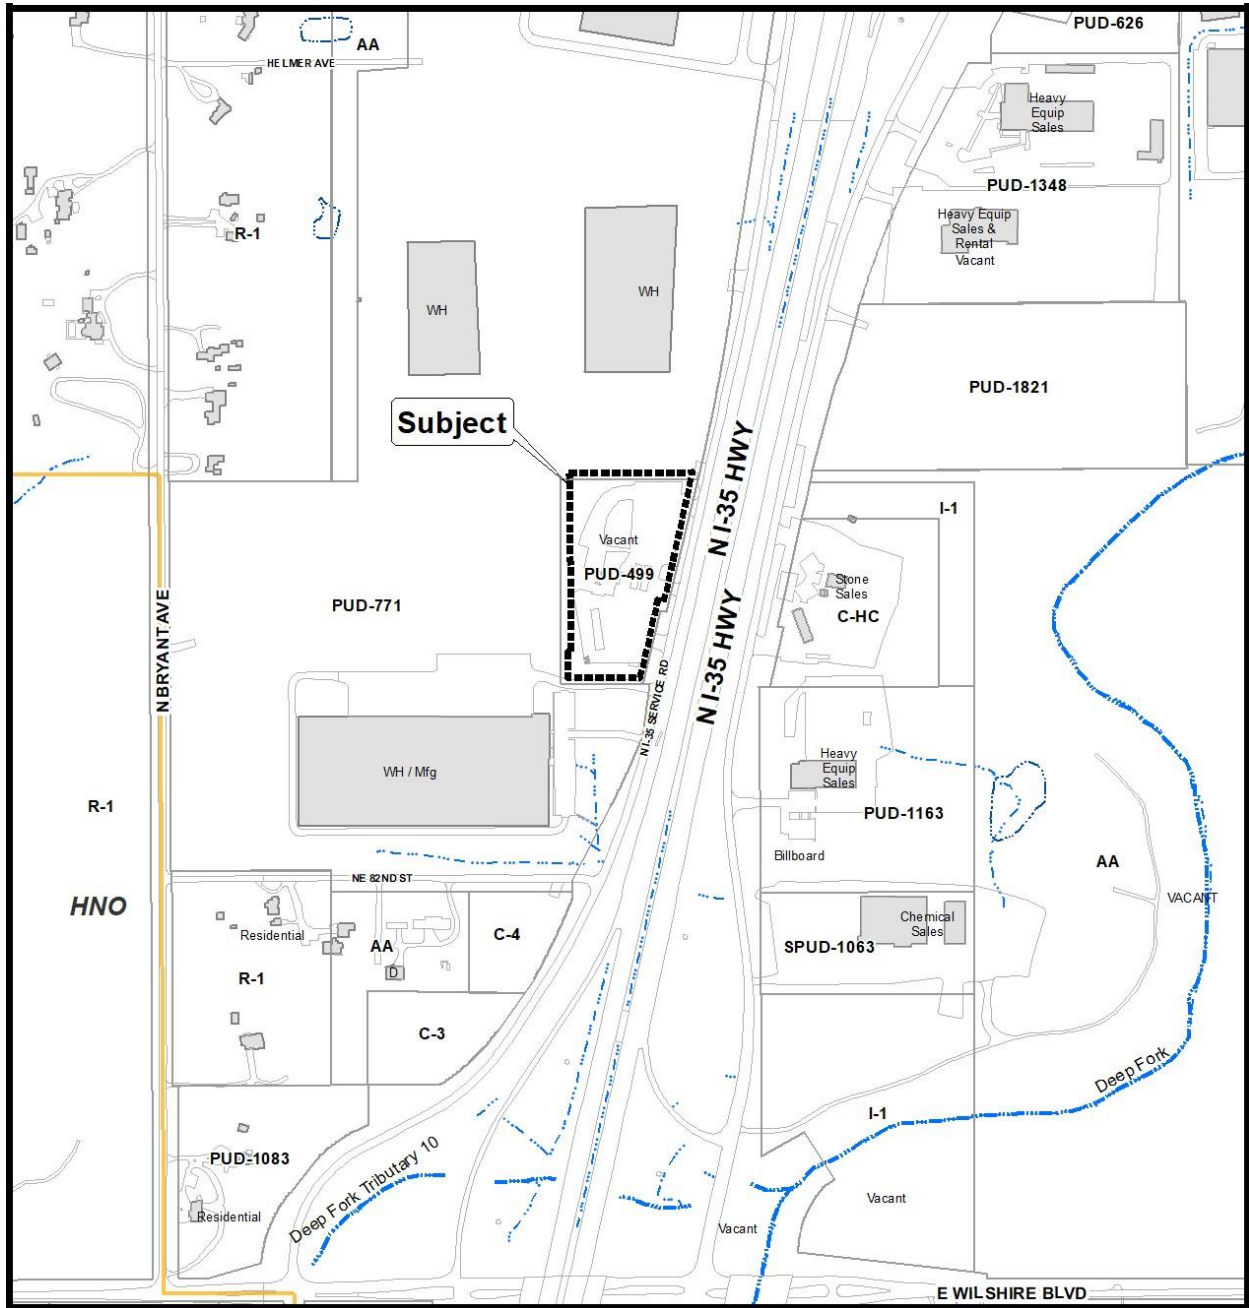 PUD-626
AA
HELMER AVE
Heavy
Equip
Sales
PUD-1348
R-1
Heavy Equip
Sales &
Rental
Vacant
WH
WH
PUD-1821
Subject
N I-35 HWY
I-1
Vacant
PUD-499
Stone
Sales
C-HC
PUD-771
N BRYANT AVE
N I-35 HWY
N I-35 SERVICE RD
WH / Mfg
Heavy
Equip
Sales
R-1
PUD-1163
Billboard
AA
NE 82ND ST
VACANT
HNO
Residential
AA
C-4
Chemical
Sales
SPUD-1063
D
R-1
C-3
Deep Fork
I-1
PUD-1083
Deep Fork Tributary 10
Residential
Vacant
Vacant
E WILSHIRE BLVD